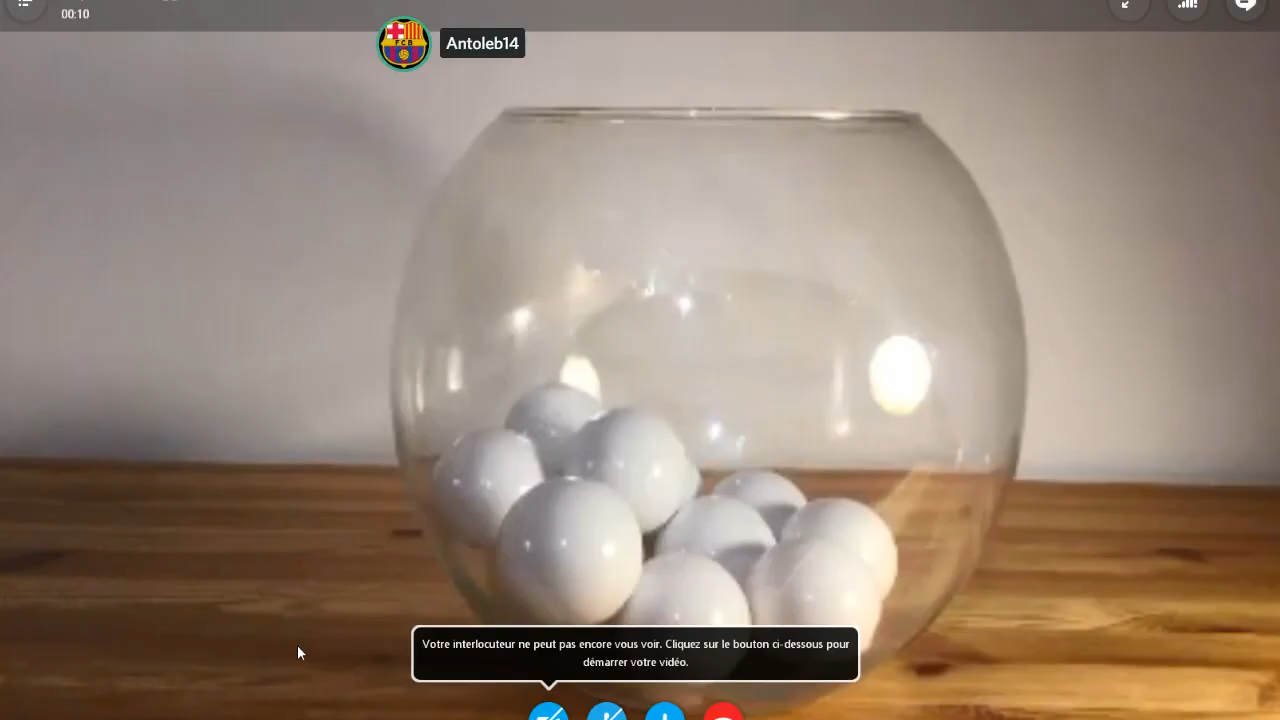 00:10
FCB
Antoleb14
Votre interlocuteur ne peut pas encore vous voir. Cliquez sur le bouton ci-dessous pour
démarrer votre vidéo.